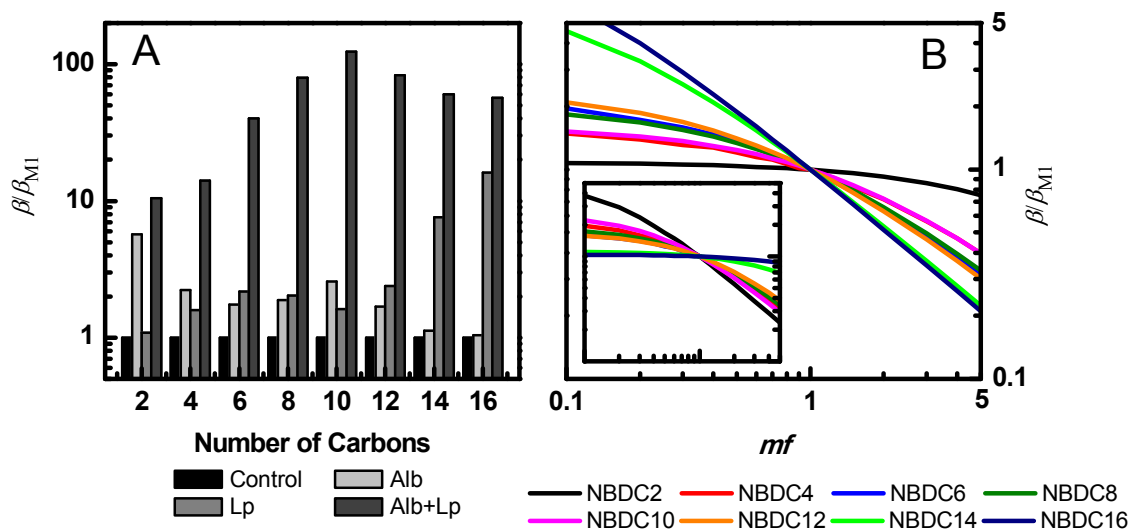 A
100
10
1
β/βM1
2 4 6 8 10 12 14 16
Number of Carbons
Control Alb
Lp Alb+Lp
B
5
1
0.1
β/βM1
0.1 1 5
mf
NBDC2 NBDC4 NBDC6 NBDC8
NBDC10 NBDC12 NBDC14 NBDC16